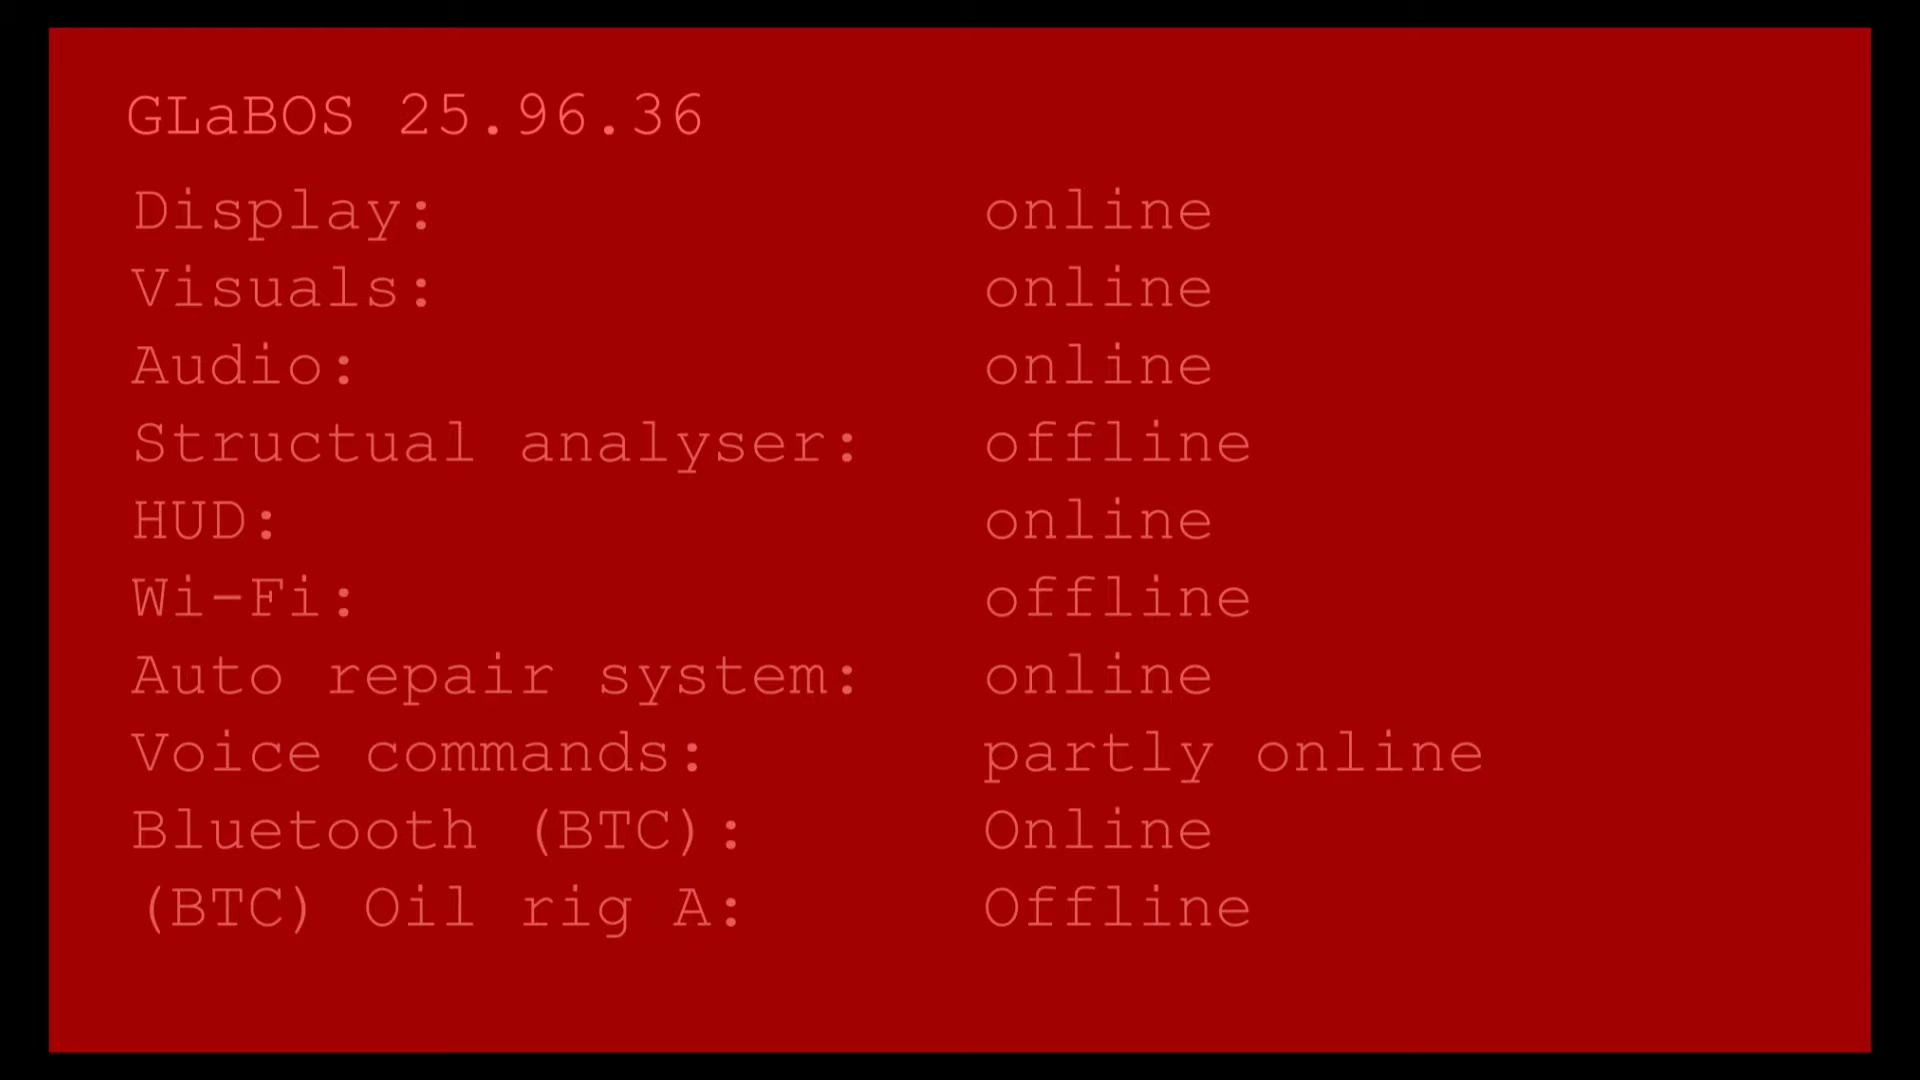 GLaBOS 25.96.36
Display: online
Visuals: online
Audio: online
Structual analyser: offline
HUD: online
Wi-Fi: offline
Auto repair system: online
Voice commands: partly online
Bluetooth (BTC): Online
(BTC) Oil rig A: Offline